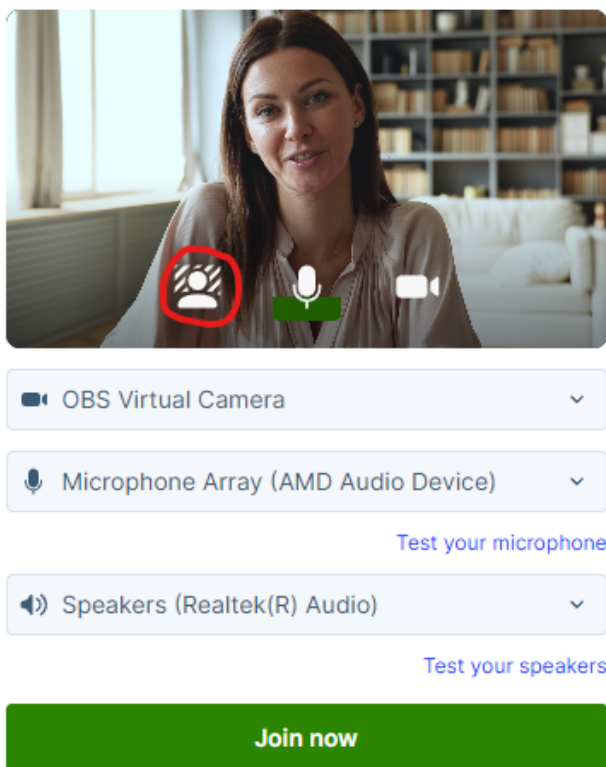 OBS Virtual Camera
Microphone Array (AMD Audio Device)
Test your microphone
Speakers (Realtek(R) Audio)
Test your speakers
Join now